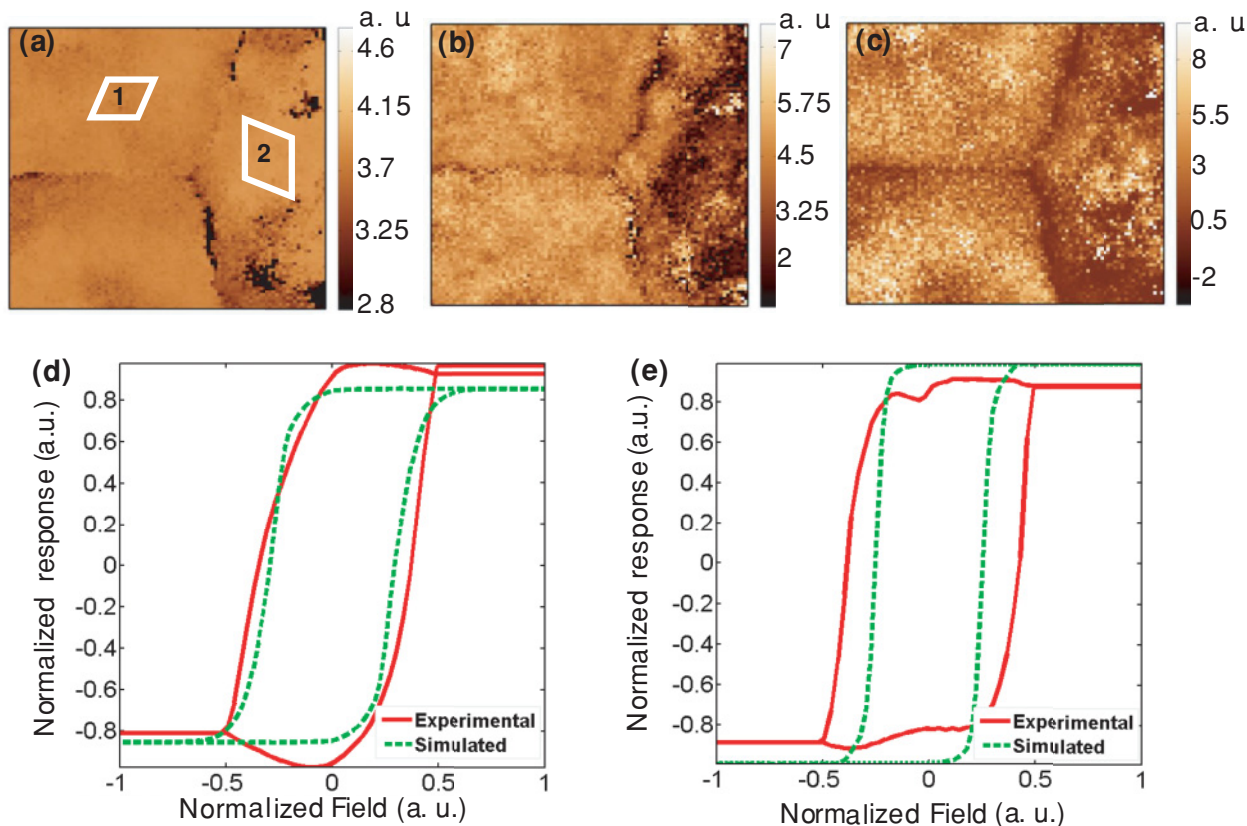 (a)
1
2
a. u
4.6
4.15
3.7
3.25
2.8
(b)
a. u
7
5.75
4.5
3.25
2
(c)
a. u
8
5.5
3
0.5
-2
(d)
Normalized response (a.u.)
0.8
0.4
0.2
0
-0.2
-0.4
-0.6
-0.8
-1
-0.5
0
0.5
1
Experimental
Simulated
Normalized Field (a. u.)
(e)
Normalized response (a.u.)
0.8
0.4
0.2
0
-0.2
-0.4
-0.6
-0.8
-1
-0.5
0
0.5
1
Experimental
Simulated
Normalized Field (a. u.)